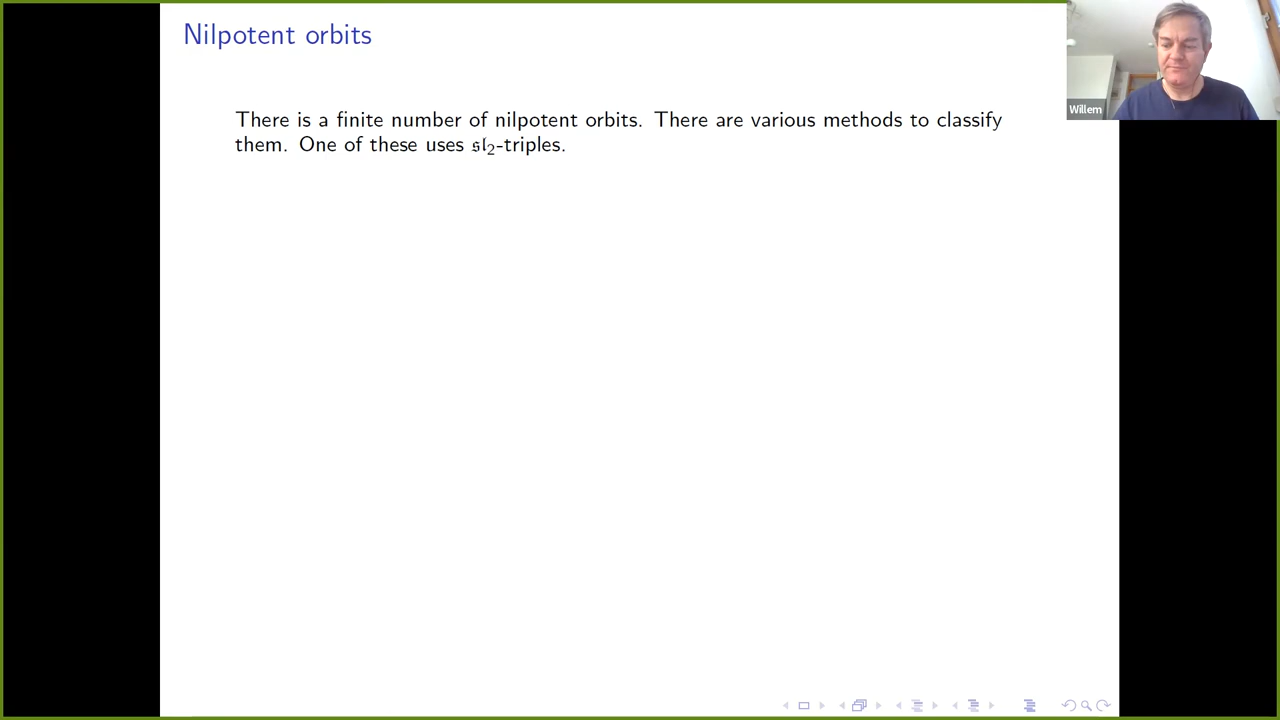 Nilpotent orbits
There is a finite number of nilpotent orbits. There are various methods to classify
them. One of these uses 𝔰𝔩₂-triples.
Willem